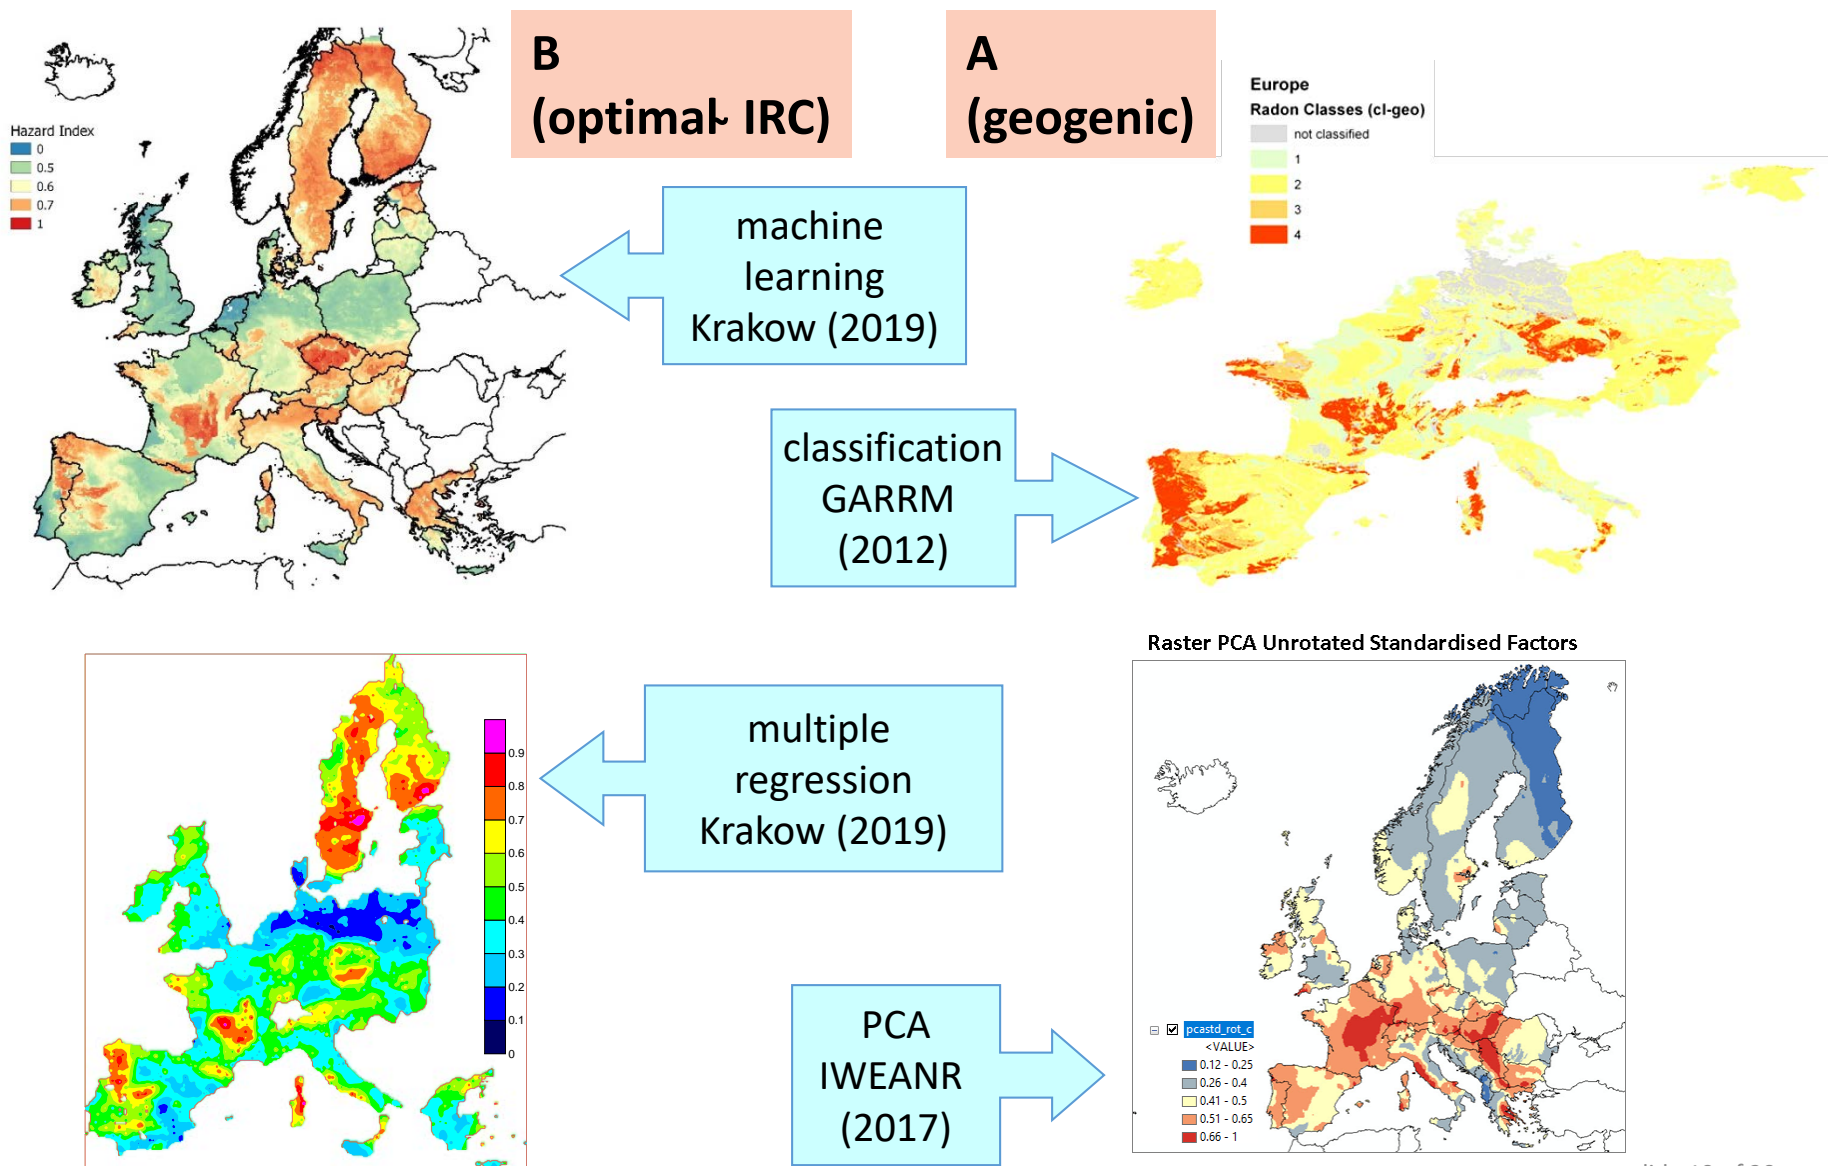 B
(optimal- IRC)
A
(geogenic)
Hazard Index
0
0.5
0.6
0.7
1
machine
learning
Krakow (2019)
Europe
Radon Classes (cl-geo)
not classified
1
2
3
4
classification
GARRM
(2012)
multiple
regression
Krakow (2019)
0.9
0.8
0.7
0.6
0.5
0.4
0.3
0.2
0.1
0
PCA
IWEANR
(2017)
Raster PCA Unrotated Standardised Factors
pcastd_rot_c
<VALUE>
0.12 - 0.25
0.26 - 0.4
0.41 - 0.5
0.51 - 0.65
0.66 - 1